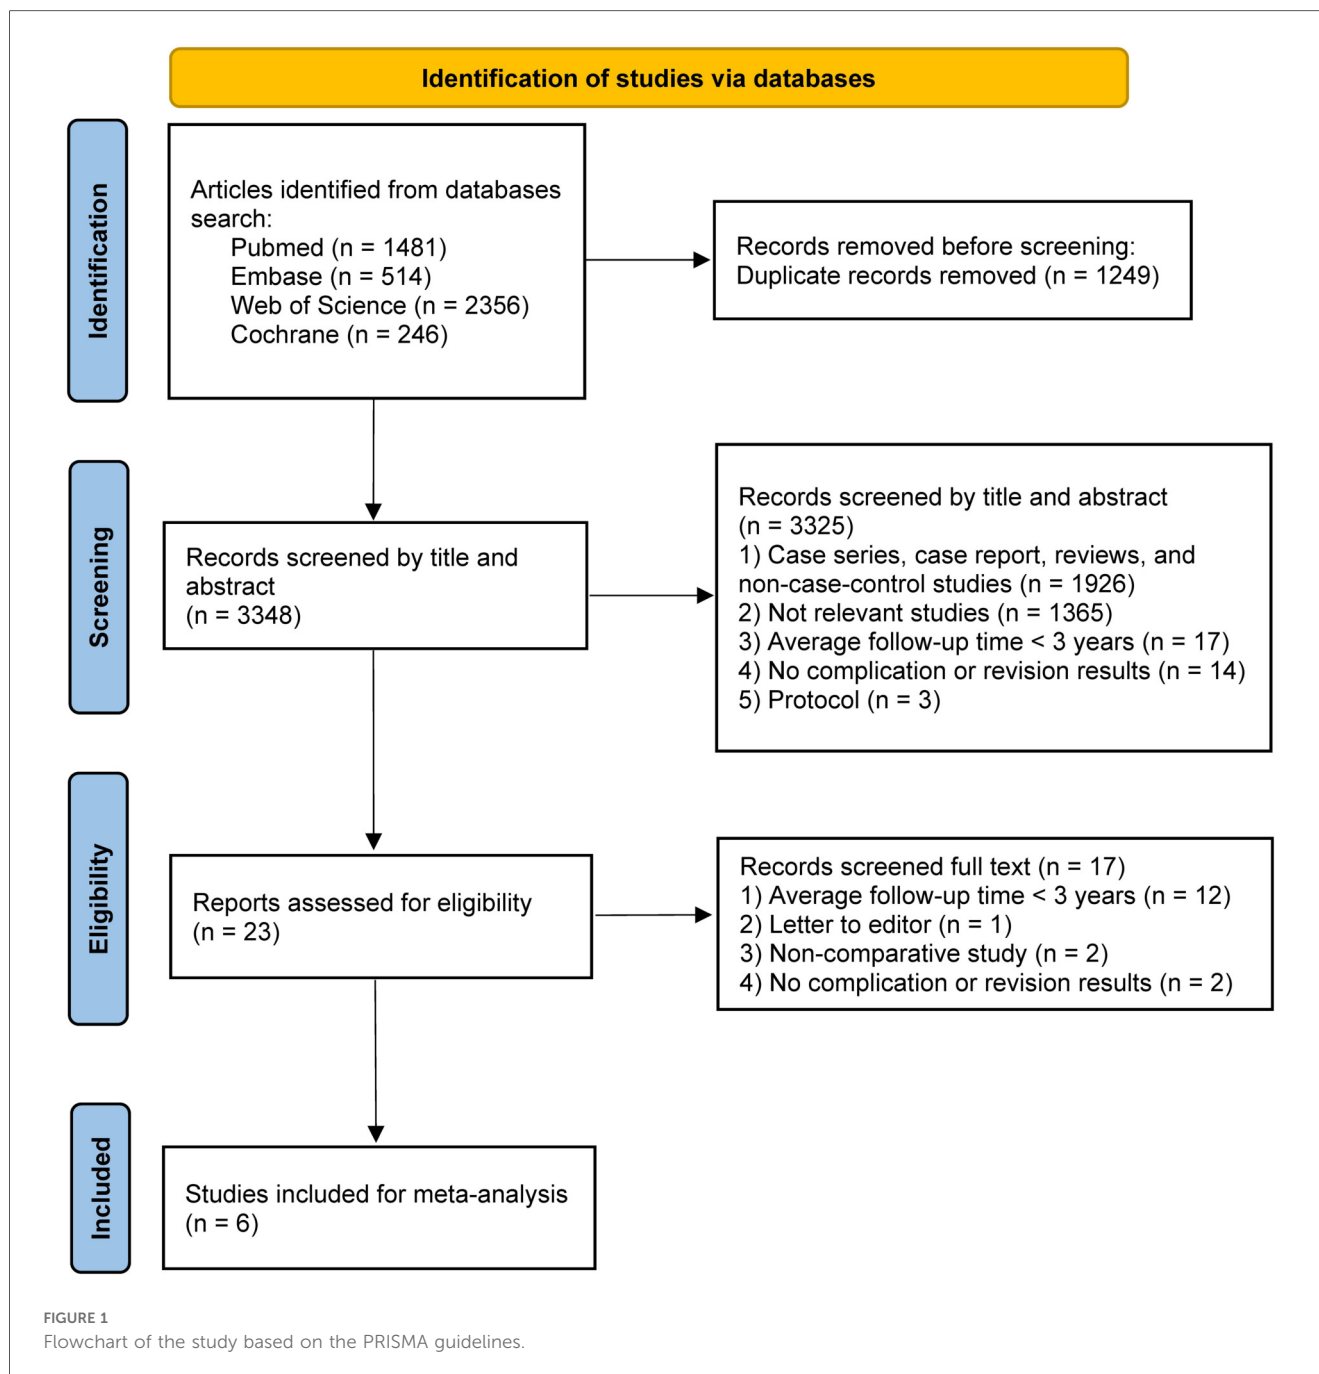 Identification of studies via databases
Identification
Articles identified from databases
search:
Pubmed (n = 1481)
Embase (n = 514)
Web of Science (n = 2356)
Cochrane (n = 246)
Records removed before screening:
Duplicate records removed (n = 1249)
Screening
Records screened by title and
abstract
(n = 3348)
Records screened by title and abstract
(n = 3325)
1) Case series, case report, reviews, and
non-case-control studies (n = 1926)
2) Not relevant studies (n = 1365)
3) Average follow-up time < 3 years (n = 17)
4) No complication or revision results (n = 14)
5) Protocol (n = 3)
Eligibility
Reports assessed for eligibility
(n = 23)
Records screened full text (n = 17)
1) Average follow-up time < 3 years (n = 12)
2) Letter to editor (n = 1)
3) Non-comparative study (n = 2)
4) No complication or revision results (n = 2)
Included
Studies included for meta-analysis
(n = 6)
FIGURE 1
Flowchart of the study based on the PRISMA guidelines.